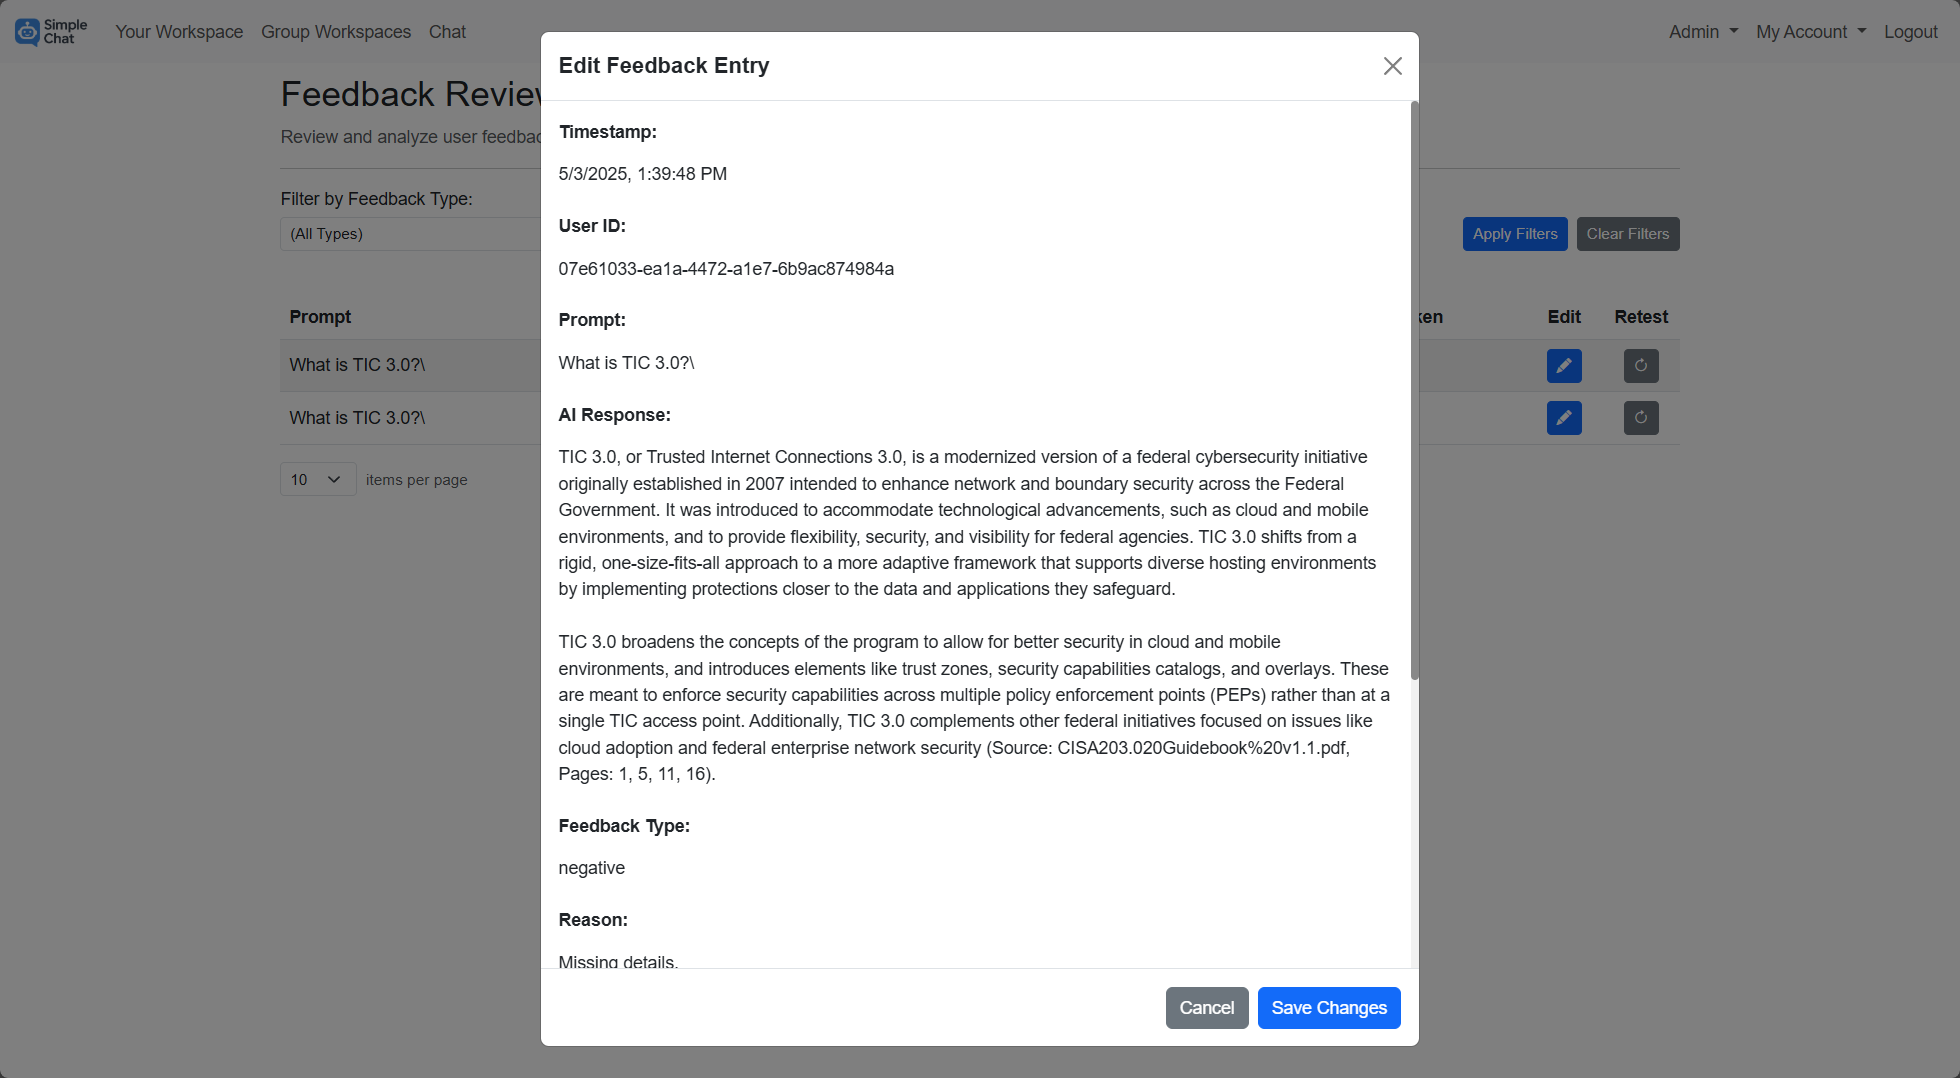 Simple
Chat
Your Workspace
Group Workspaces
Chat
Admin
My Account
Logout
Feedback Review
Review and analyze user
Filter by Feedback Type:
(All Types)
Apply Filters
Clear Filters
Prompt
Edit
Retest
What is TIC 3.0?\
What is TIC 3.0?\
10
items per page
Edit Feedback Entry
Timestamp:
5/3/2025, 1:39:48 PM
User ID:
07e61033-ea1a-4472-a1e7-6b9ac874984a
Prompt:
What is TIC 3.0?\
AI Response:
TIC 3.0, or Trusted Internet Connections 3.0, is a modernized version of a federal cybersecurity initiative
originally established in 2007 intended to enhance network and boundary security across the Federal
Government. It was introduced to accommodate technological advancements, such as cloud and mobile
environments, and to provide flexibility, security, and visibility for federal agencies. TIC 3.0 shifts from a
rigid, one-size-fits-all approach to a more adaptive framework that supports diverse hosting environments
by implementing protections closer to the data and applications they safeguard.
TIC 3.0 broadens the concepts of the program to allow for better security in cloud and mobile
environments, and introduces elements like trust zones, security capabilities catalogs, and overlays. These
are meant to enforce security capabilities across multiple policy enforcement points (PEPs) rather than at a
single TIC access point. Additionally, TIC 3.0 complements other federal initiatives focused on issues like
cloud adoption and federal enterprise network security (Source: CISA203.020Guidebook%20v1.1.pdf,
Pages: 1, 5, 11, 16).
Feedback Type:
negative
Reason:
Missing details.
Cancel
Save Changes